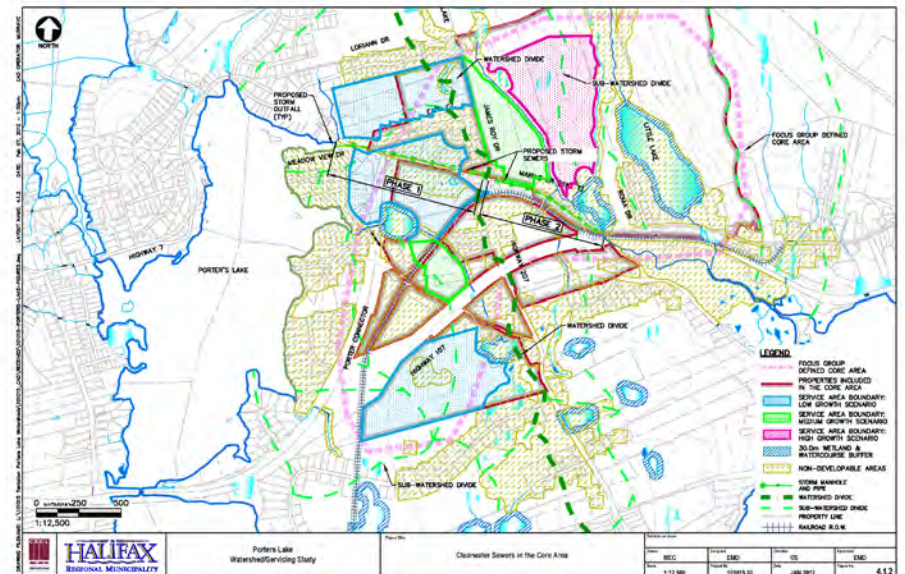 NORTH
LOHANN DR
LAKE
WATERSHED DIVIDE
SUB-WATERSHED DIVIDE
PROPOSED
STORM
OUTFALL
(TYP)
JAMES ROY DR
LITTLE LAKE
FOCUS GROUP
DEFINED
CORE AREA
PROPOSED STORM
SEWERS
MEADOW VIEW DR
PHASE 1
PHASE 2
HIGHWAY 7
PORTER'S LAKE
HIGHWAY 207
PORTER CONNECTOR
WATERSHED DIVIDE
HIGHWAY 107
SUB-WATERSHED DIVIDE
LEGEND
FOCUS GROUP
DEFINED CORE AREA
PROPERTIES INCLUDED
IN THE CORE AREA
SERVICE AREA BOUNDARY:
LOW GROWTH SCENARIO
SERVICE AREA BOUNDARY:
MEDIUM GROWTH SCENARIO
SERVICE AREA BOUNDARY:
HIGH GROWTH SCENARIO
30.0m WETLAND &
WATERCOURSE BUFFER
NON-DEVELOPABLE AREAS
STORM MANHOLE
AND PIPE
WATERSHED DIVIDE
SUB-WATERSHED DIVIDE
PROPERTY LINE
RAILROAD R.O.W.
0 250 500
1:12,500
HALIFAX
REGIONAL MUNICIPALITY
Porters Lake
Watershed/Servicing Study
Clearwater Sewers in the Core Area
EMD
EMD
JAN 2012
4.1.2